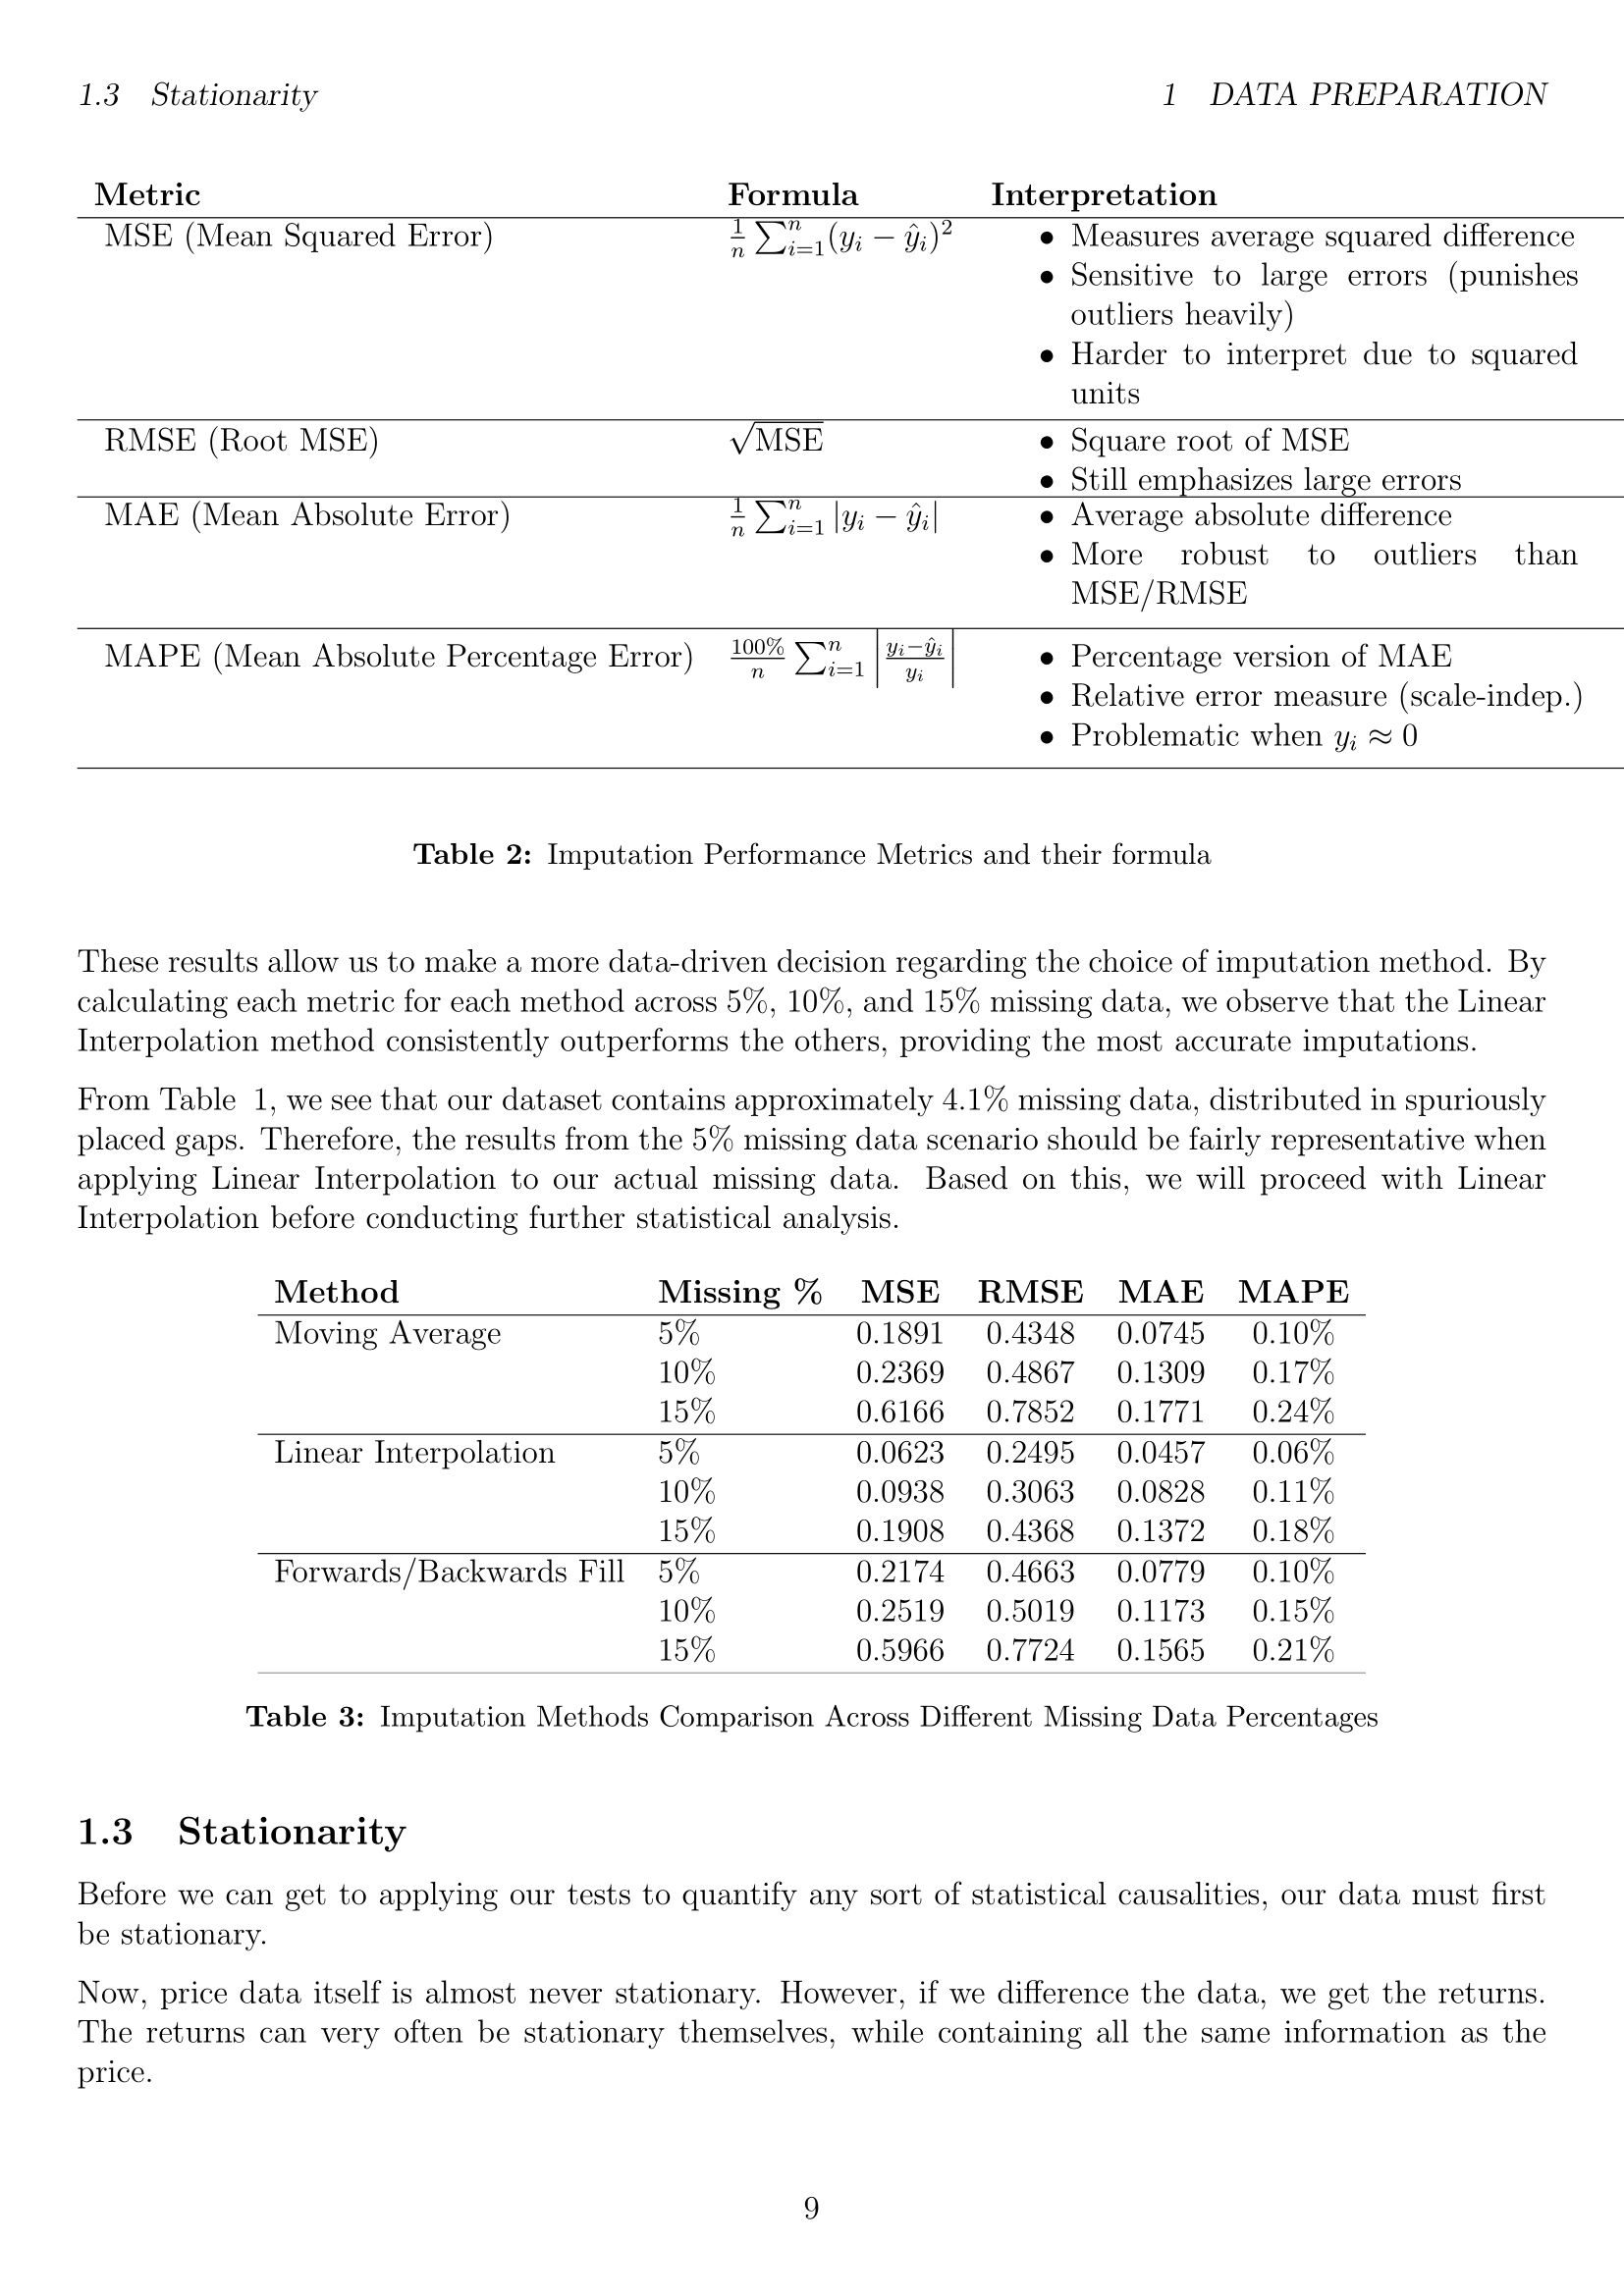 1.3 Stationarity 1 DATA PREPARATION
Metric Formula Interpretation
MSE (Mean Squared Error) $\frac{1}{n}\sum_{i=1}^{n}(y_i - \hat{y}_i)^2$ • Measures average squared difference
• Sensitive to large errors (punishes
outliers heavily)
• Harder to interpret due to squared
units
RMSE (Root MSE) $\sqrt{\text{MSE}}$ • Square root of MSE
• Still emphasizes large errors
MAE (Mean Absolute Error) $\frac{1}{n}\sum_{i=1}^{n}|y_i - \hat{y}_i|$ • Average absolute difference
• More robust to outliers than
MSE/RMSE
MAPE (Mean Absolute Percentage Error) $\frac{100\%}{n}\sum_{i=1}^{n}\left|\frac{y_i - \hat{y}_i}{y_i}\right|$ • Percentage version of MAE
• Relative error measure (scale-indep.)
• Problematic when $y_i \approx 0$
Table 2: Imputation Performance Metrics and their formula
These results allow us to make a more data-driven decision regarding the choice of imputation method. By
calculating each metric for each method across 5%, 10%, and 15% missing data, we observe that the Linear
Interpolation method consistently outperforms the others, providing the most accurate imputations.
From Table 1, we see that our dataset contains approximately 4.1% missing data, distributed in spuriously
placed gaps. Therefore, the results from the 5% missing data scenario should be fairly representative when
applying Linear Interpolation to our actual missing data. Based on this, we will proceed with Linear
Interpolation before conducting further statistical analysis.
Method Missing % MSE RMSE MAE MAPE
Moving Average 5% 0.1891 0.4348 0.0745 0.10%
10% 0.2369 0.4867 0.1309 0.17%
15% 0.6166 0.7852 0.1771 0.24%
Linear Interpolation 5% 0.0623 0.2495 0.0457 0.06%
10% 0.0938 0.3063 0.0828 0.11%
15% 0.1908 0.4368 0.1372 0.18%
Forwards/Backwards Fill 5% 0.2174 0.4663 0.0779 0.10%
10% 0.2519 0.5019 0.1173 0.15%
15% 0.5966 0.7724 0.1565 0.21%
Table 3: Imputation Methods Comparison Across Different Missing Data Percentages
1.3 Stationarity
Before we can get to applying our tests to quantify any sort of statistical causalities, our data must first
be stationary.
Now, price data itself is almost never stationary. However, if we difference the data, we get the returns.
The returns can very often be stationary themselves, while containing all the same information as the
price.
9